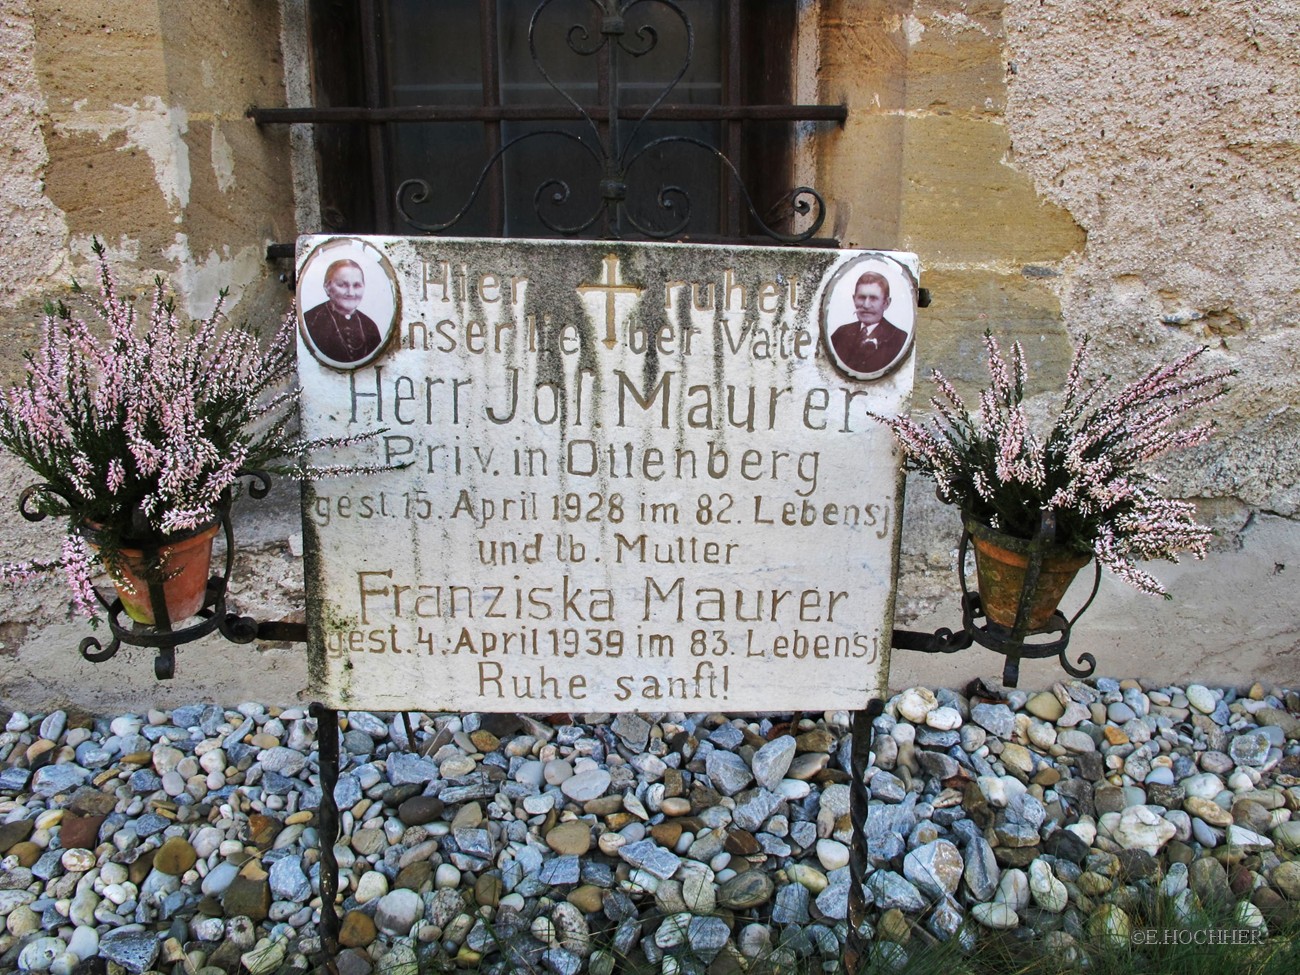 Hier ruhet
unser lieber Vater
Herr Jos. Maurer
Priv. in Ottenberg
gest. 15. April 1928 im 82. Lebensj
und lb. Mutter
Franziska Maurer
gest. 4. April 1939 im 83. Lebensj
Ruhe sanft!
©E.HOCHHER